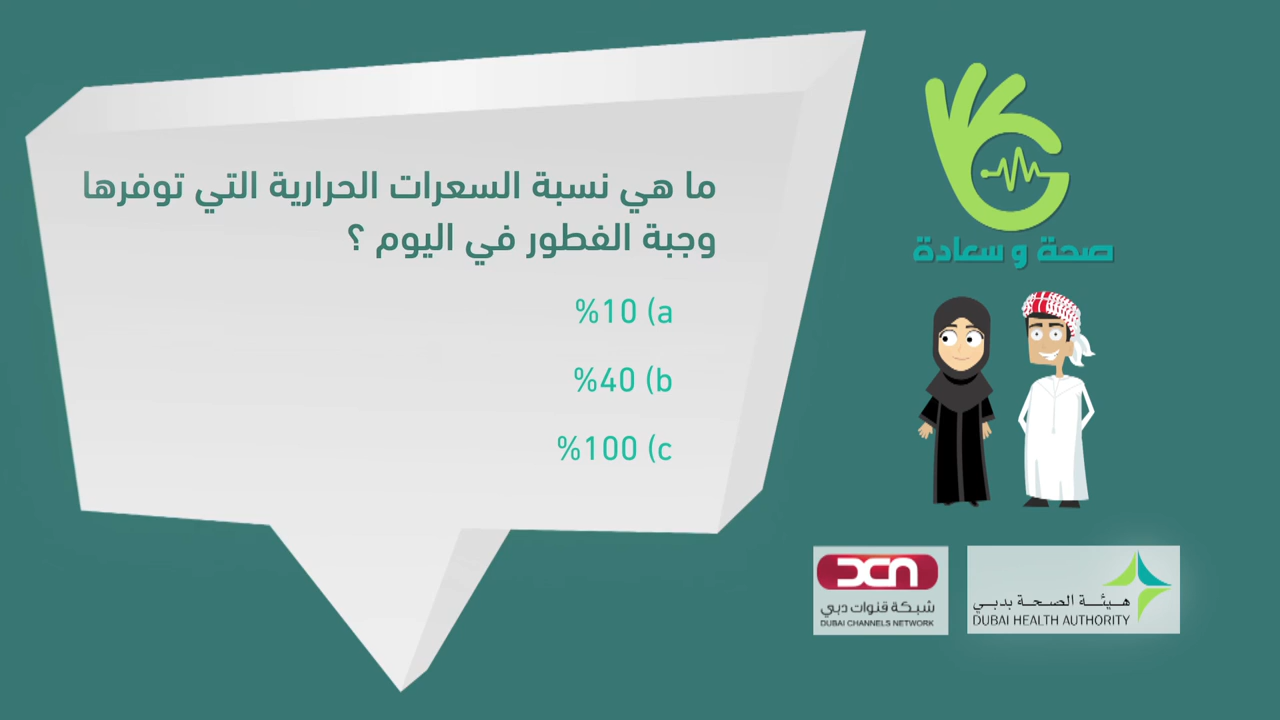 ما هي نسبة السعرات الحرارية التي توفرها
وجبة الفطور في اليوم ؟
a) 10%
b) 40%
c) 100%
صحة و سعادة
شبكة قنوات دبي
DUBAI CHANNELS NETWORK
هيئة الصحة بدبي
DUBAI HEALTH AUTHORITY